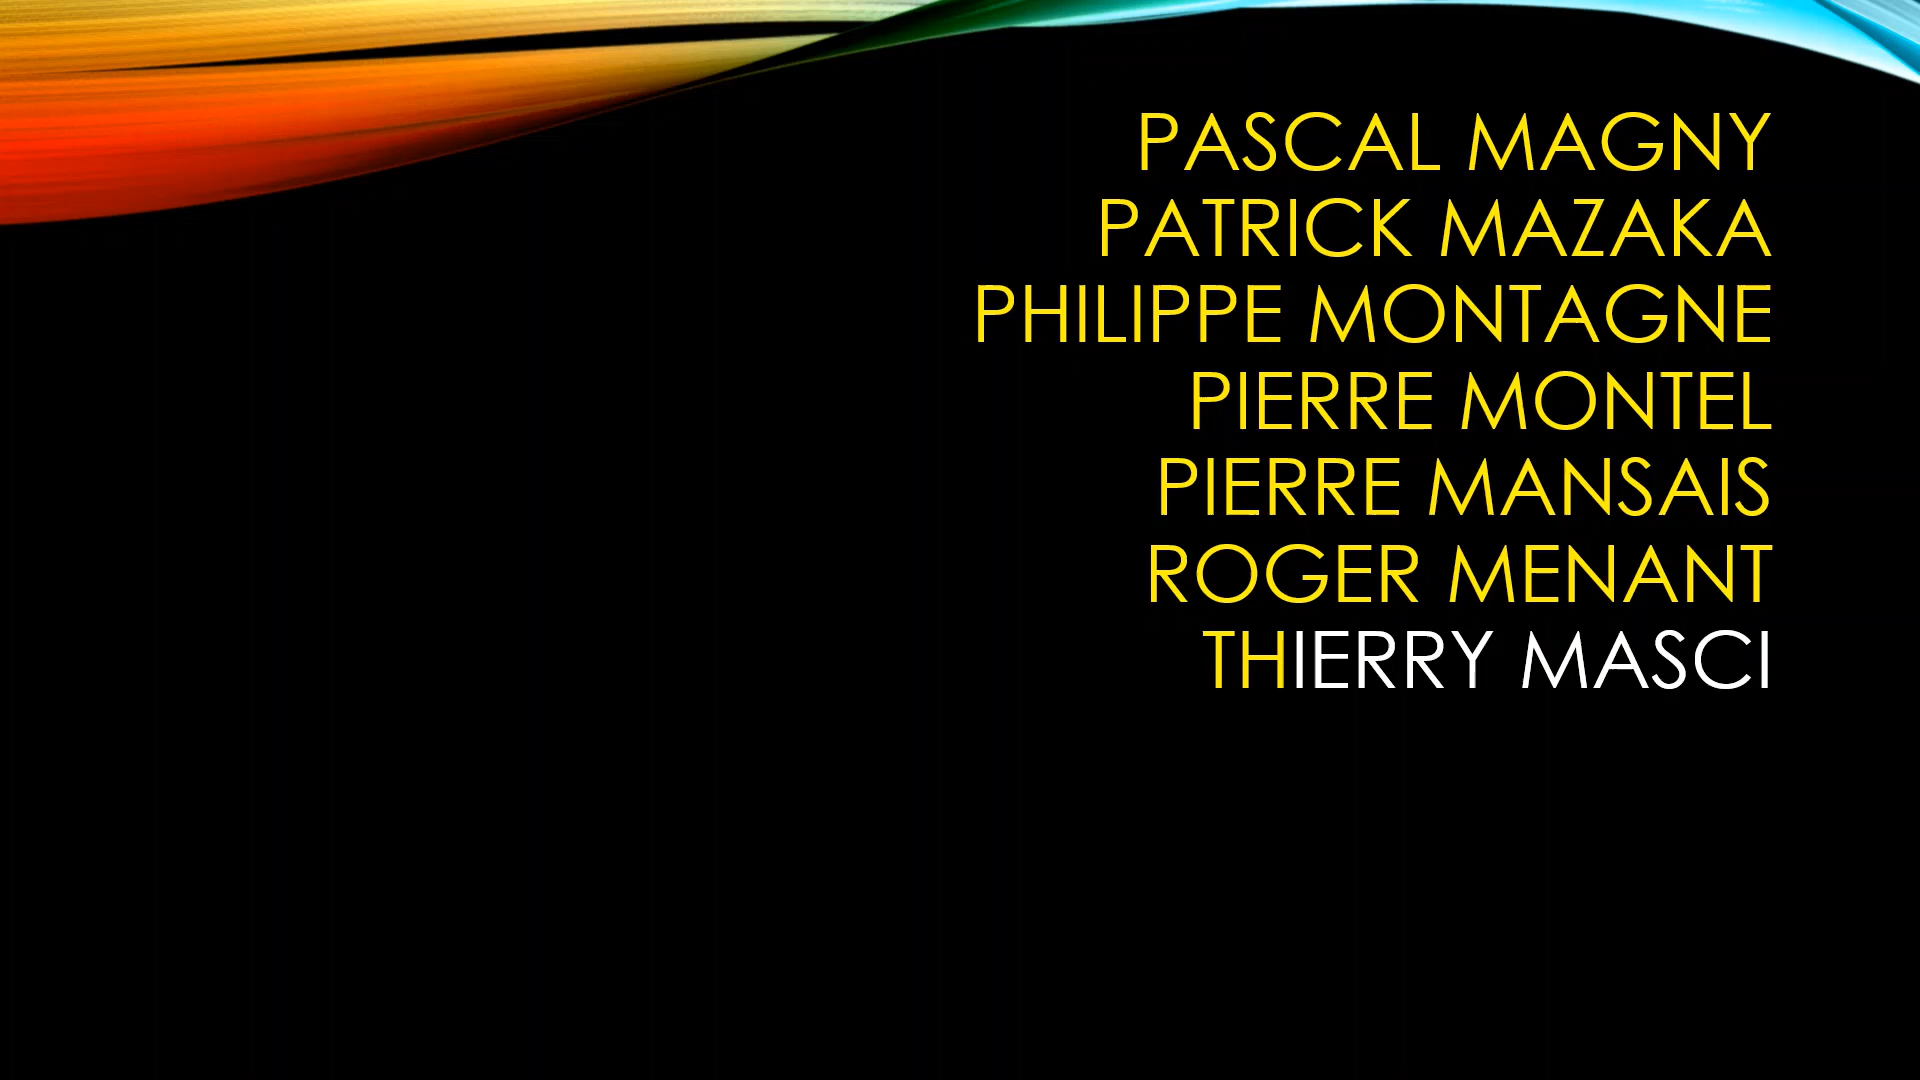 PASCAL MAGNY
PATRICK MAZAKA
PHILIPPE MONTAGNE
PIERRE MONTEL
PIERRE MANSAIS
ROGER MENANT
THIERRY MASCI